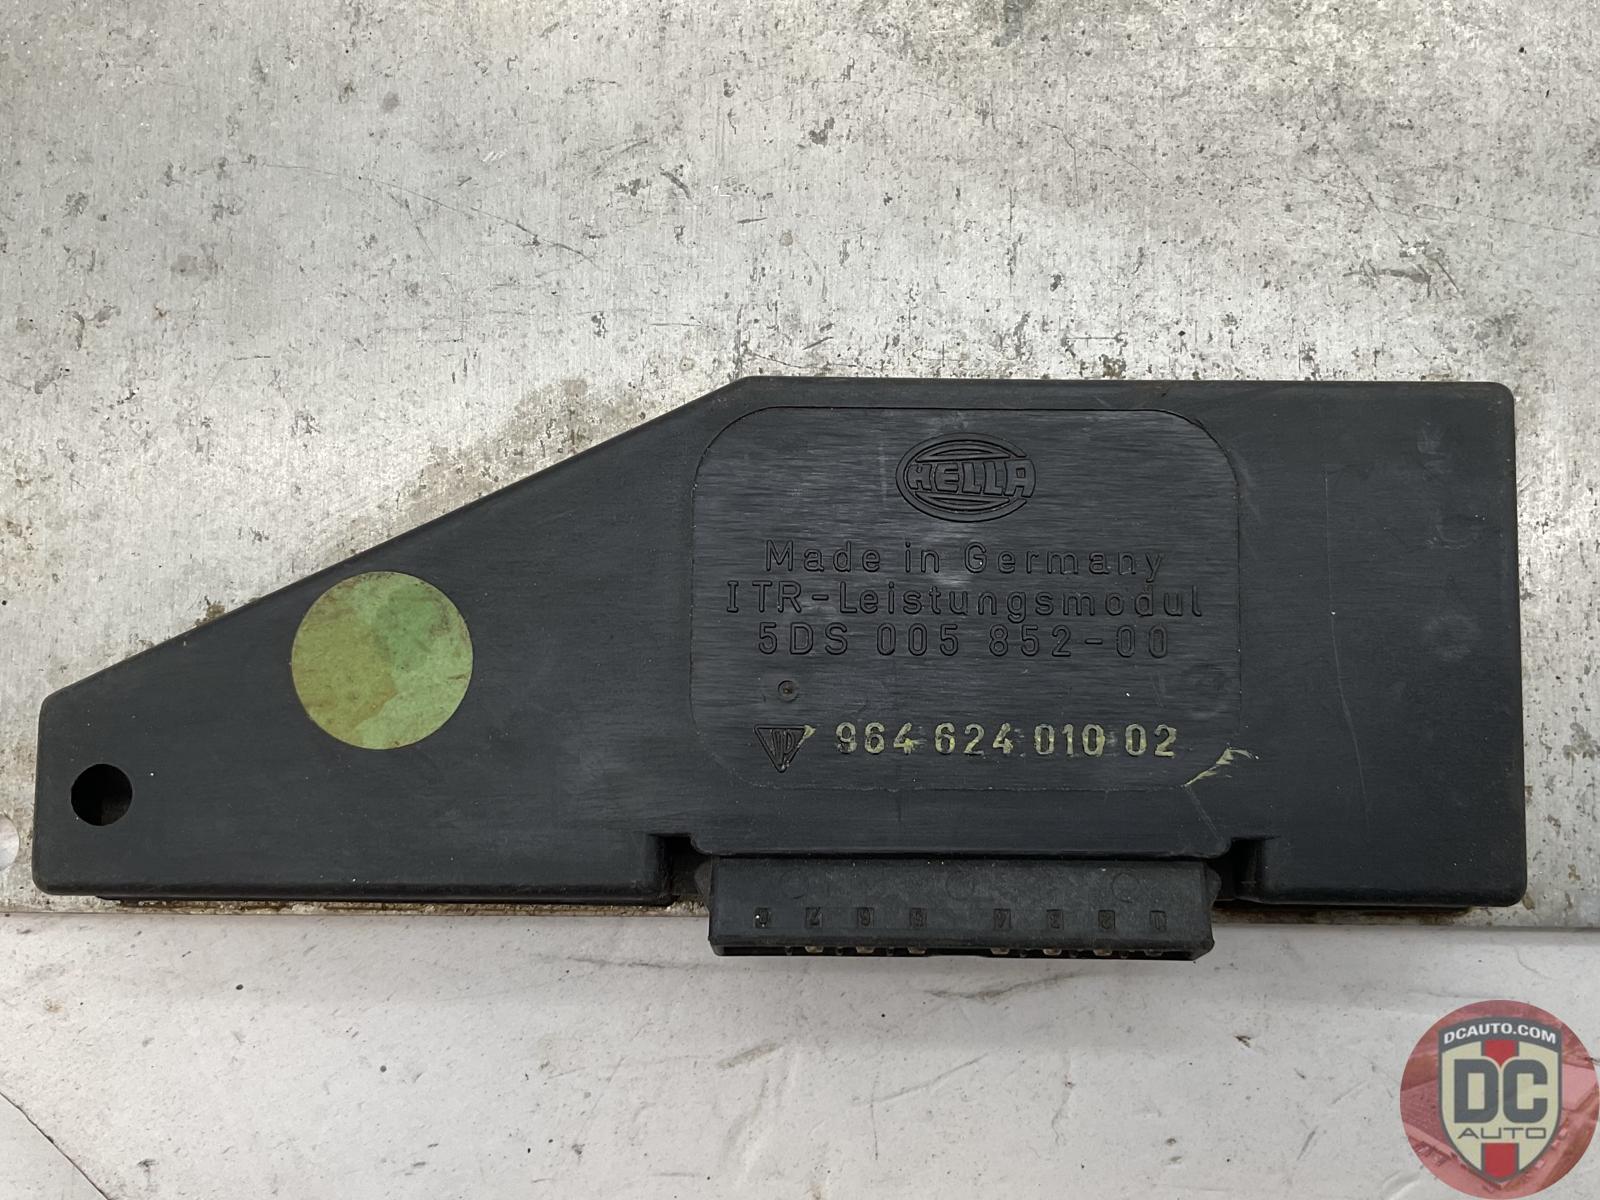 HELLA
Made in Germany
ITR-Leistungsmodul
5DS 005 852-00
964 624 010 02
DCAUTO.COM
DC
AUTO